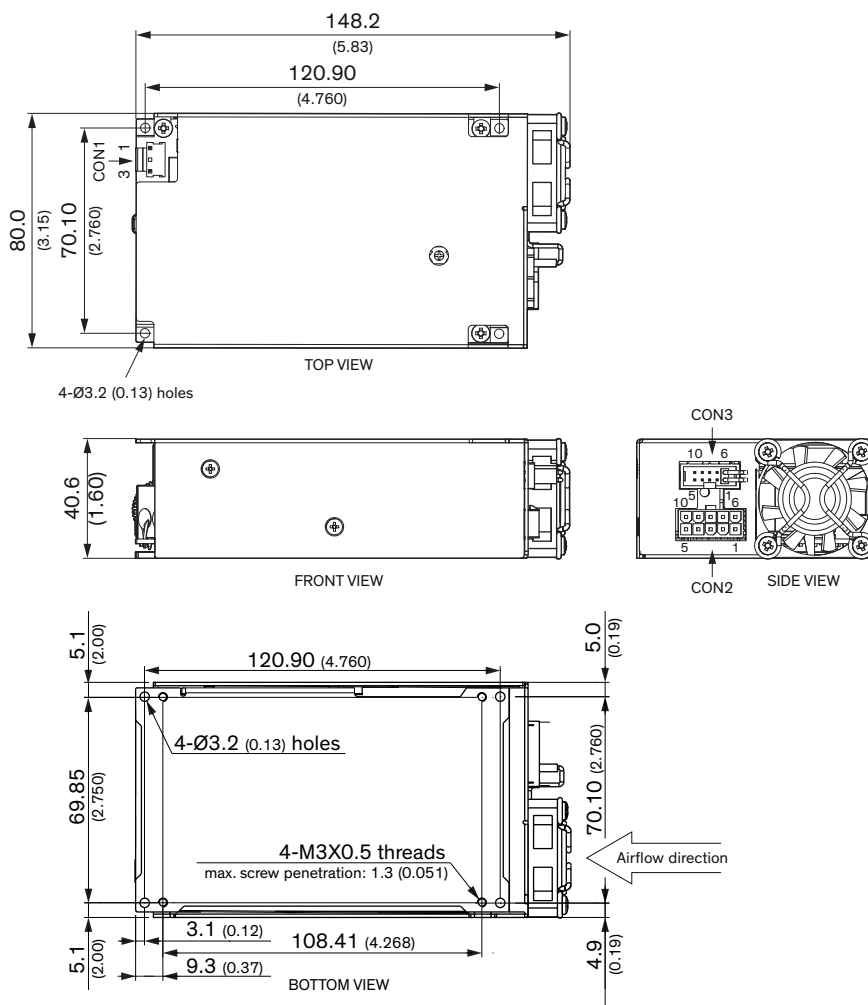 148.2
(5.83)
120.90
(4.760)
80.0
(3.15)
70.10
(2.760)
CON1
1
3
TOP VIEW
4-Ø3.2 (0.13) holes
40.6
(1.60)
FRONT VIEW
CON3
10 6
5 1
10 6
5 1
CON2
SIDE VIEW
5.1
(2.00)
120.90 (4.760)
5.0
(0.19)
4-Ø3.2 (0.13) holes
69.85
(2.750)
70.10 (2.760)
4-M3X0.5 threads
max. screw penetration: 1.3 (0.051)
Airflow direction
3.1 (0.12)
108.41 (4.268)
9.3 (0.37)
5.1
(2.00)
4.9
(0.19)
BOTTOM VIEW